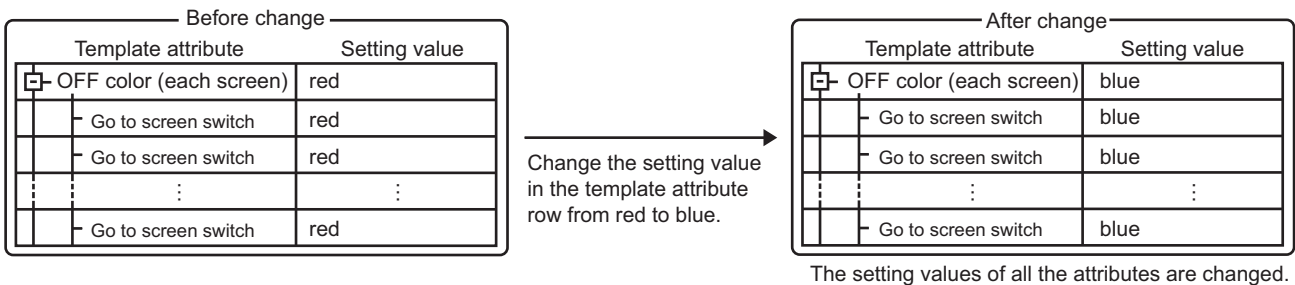 Before change
Template attribute Setting value
OFF color (each screen) red
Go to screen switch red
Go to screen switch red
⋮ ⋮
Go to screen switch red
Change the setting value
in the template attribute
row from red to blue.
After change
Template attribute Setting value
OFF color (each screen) blue
Go to screen switch blue
Go to screen switch blue
⋮ ⋮
Go to screen switch blue
The setting values of all the attributes are changed.